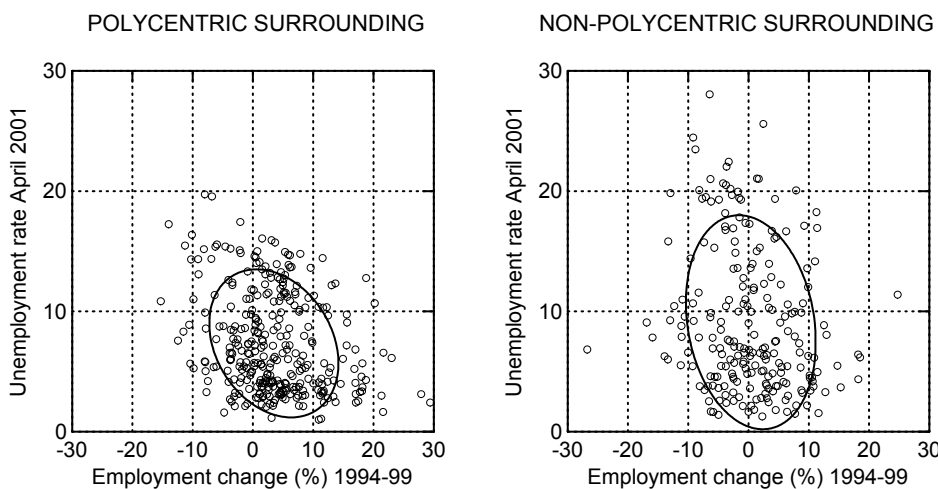 POLYCENTRIC SURROUNDING
30
20
10
0
Unemployment rate April 2001
-30 -20 -10 0 10 20 30
Employment change (%) 1994-99
NON-POLYCENTRIC SURROUNDING
30
20
10
0
Unemployment rate April 2001
-30 -20 -10 0 10 20 30
Employment change (%) 1994-99